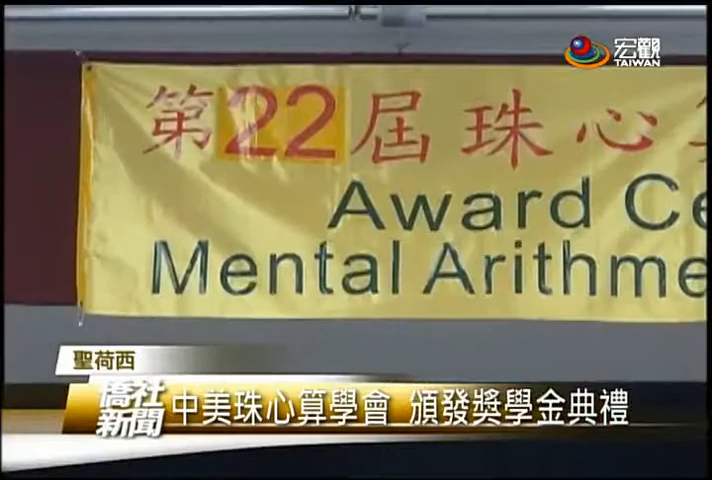 宏觀
TAIWAN
第22屆珠心
Award Ce
Mental Arithme
聖荷西
僑社
新聞
中美珠心算學會 頒發獎學金典禮